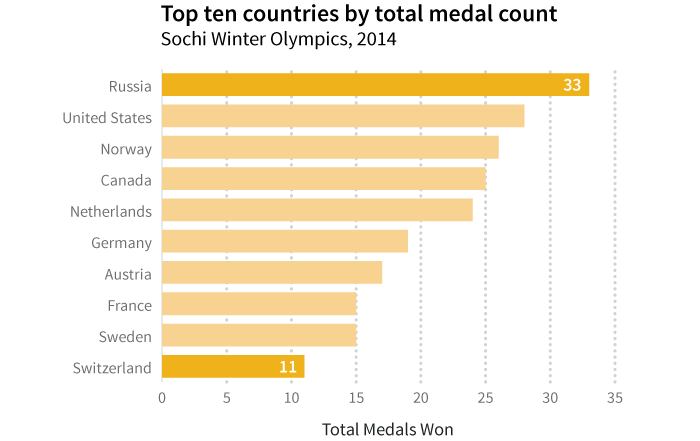 Top ten countries by total medal count
Sochi Winter Olympics, 2014
Russia 33
United States
Norway
Canada
Netherlands
Germany
Austria
France
Sweden
Switzerland 11
0 5 10 15 20 25 30 35
Total Medals Won